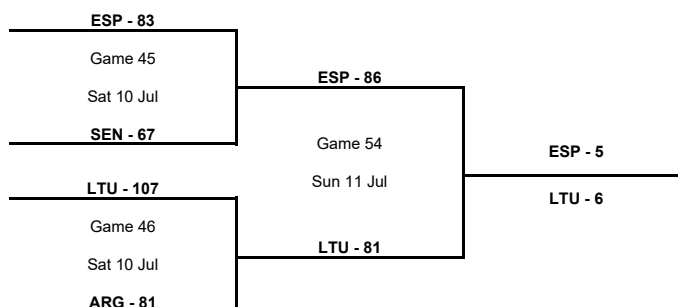 ESP - 83
Game 45
Sat 10 Jul
SEN - 67
LTU - 107
Game 46
Sat 10 Jul
ARG - 81
ESP - 86
Game 54
Sun 11 Jul
LTU - 81
ESP - 5
LTU - 6